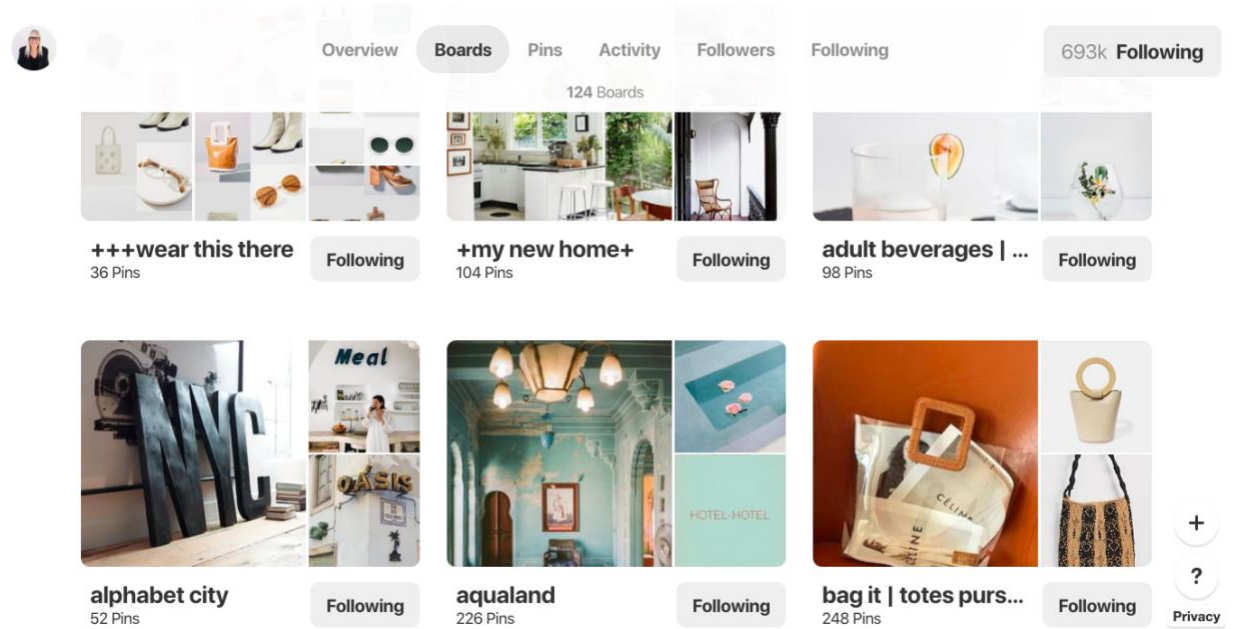 Overview Boards Pins Activity Followers Following 693k Following
124 Boards
+++wear this there Following
36 Pins
+my new home+ Following
104 Pins
adult beverages | ... Following
98 Pins
NYC
Meal
OASIS
HOTEL-HOTEL
CÉLINE
CÉLINE
alphabet city Following
52 Pins
aqualand Following
226 Pins
bag it | totes purs... Following
248 Pins
+
?
Privacy